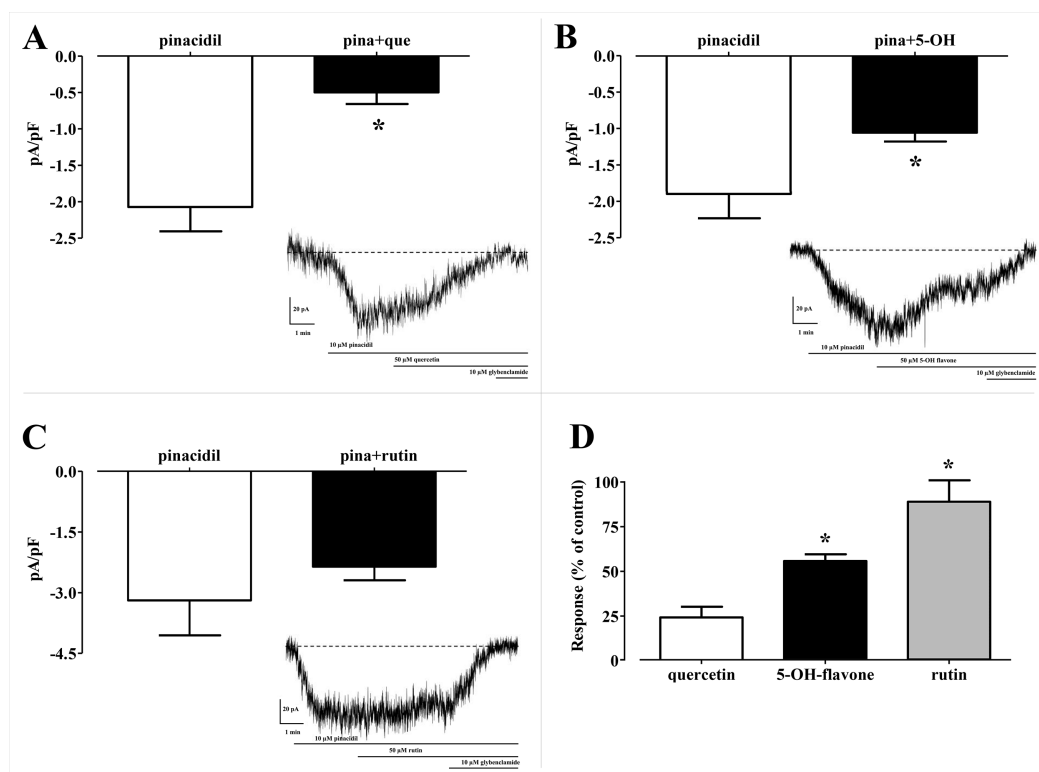 A
pinacidil pina+que
0.0
-0.5
-1.0
-1.5
-2.0
-2.5
pA/pF
*
20 pA
1 min
10 μM pinacidil
50 μM quercetin
10 μM glybenclamide
B
pinacidil pina+5-OH
0.0
-0.5
-1.0
-1.5
-2.0
-2.5
pA/pF
*
20 pA
1 min
10 μM pinacidil
50 μM 5-OH flavone
10 μM glybenclamide
C
pinacidil pina+rutin
0.0
-1.5
-3.0
-4.5
pA/pF
20 pA
1 min
10 μM pinacidil
50 μM rutin
10 μM glybenclamide
D
100
75
50
25
0
Response (% of control)
*
*
quercetin 5-OH-flavone rutin